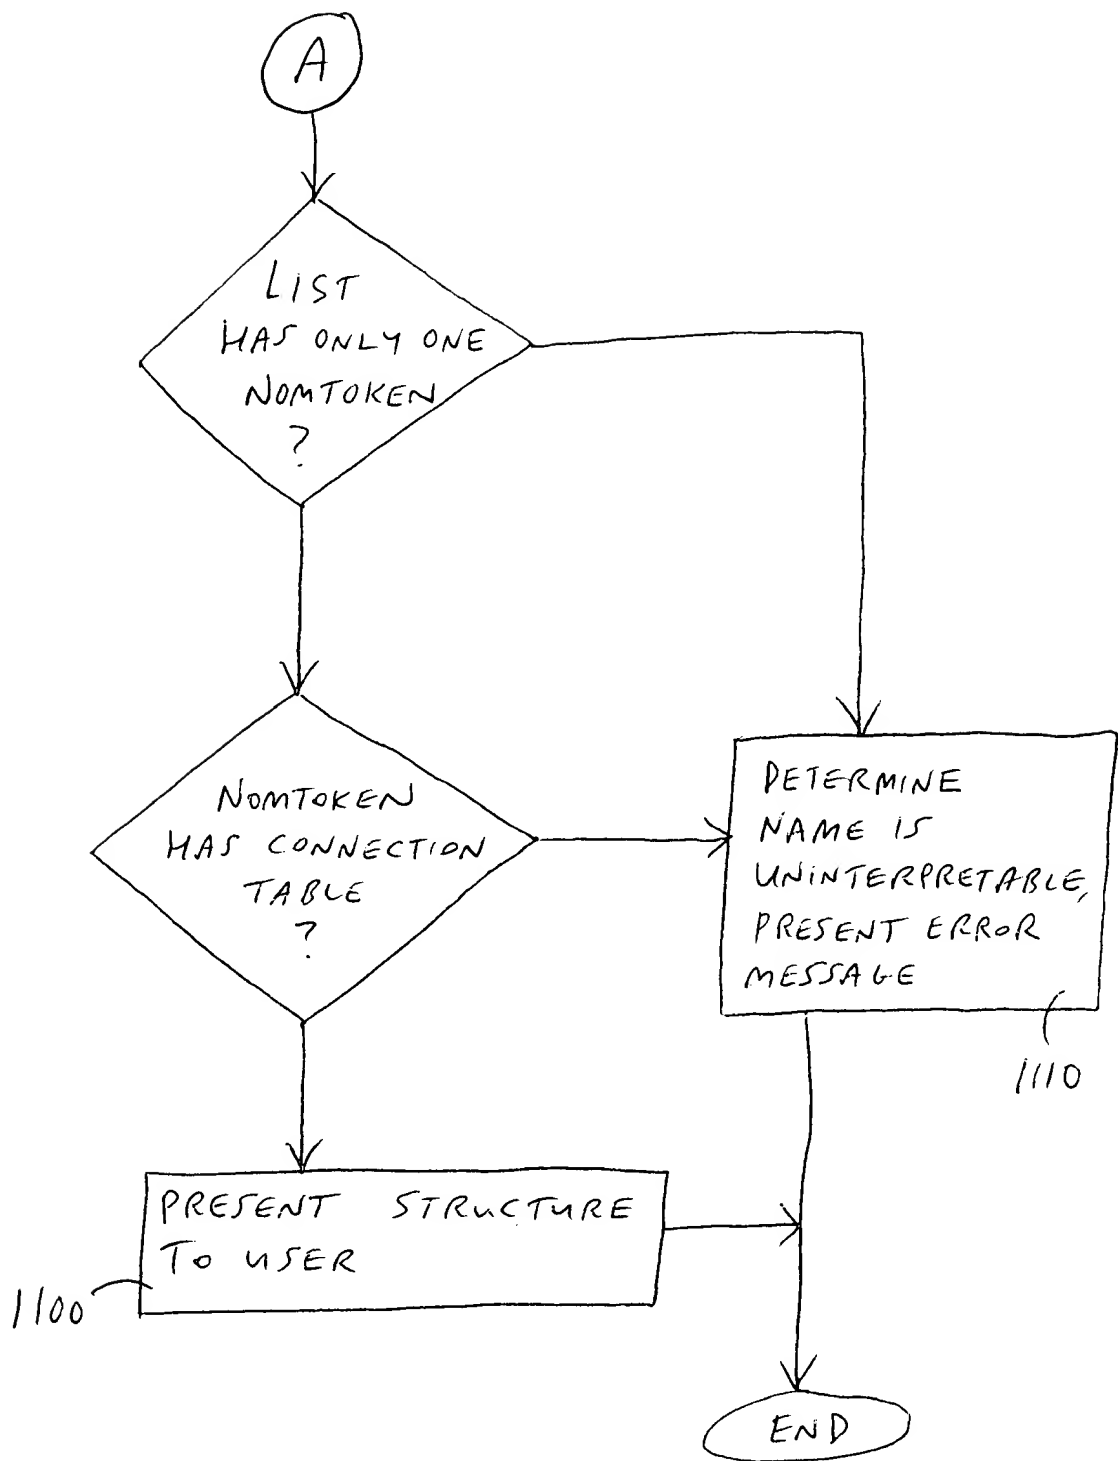 A
LIST
HAS ONLY ONE
NOMTOKEN
?
NOMTOKEN
HAS CONNECTION
TABLE
?
DETERMINE
NAME IS
UNINTERPRETABLE,
PRESENT ERROR
MESSAGE
1110
PRESENT STRUCTURE
TO USER
1100
END